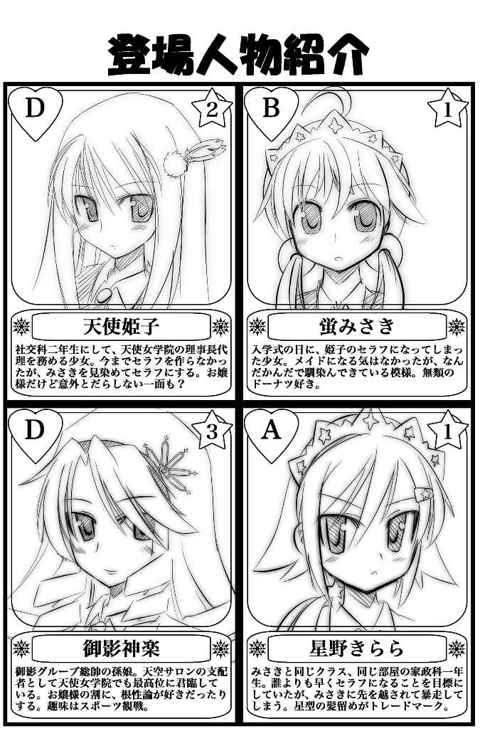 登場人物紹介
D
2
天使姫子
社交科二年生にして、天使女学院の理事長代
理を務める少女。今までセラフを作らなかっ
たが、みさきを見染めてセラフにする。お嬢
様だけど意外とだらしない一面も?
B
1
蛍みさき
入学式の日に、姫子のセラフになってしまっ
た少女。メイドになる気はなかったが、なん
だかんだで馴染んできている模様。無類の
ドーナツ好き。
D
3
御影神楽
御影グループ総帥の孫娘。天空サロンの支配
者として天使女学院でも最高位に君臨して
いる。お嬢様の割に、根性論が好きだったり
する。趣味はスポーツ観戦。
A
1
星野きらら
みさきと同じクラス、同じ部屋の家政科一年
生。誰よりも早くセラフになることを目標に
していたが、みさきに先を越されて暴走して
しまう。星型の髪留めがトレードマーク。